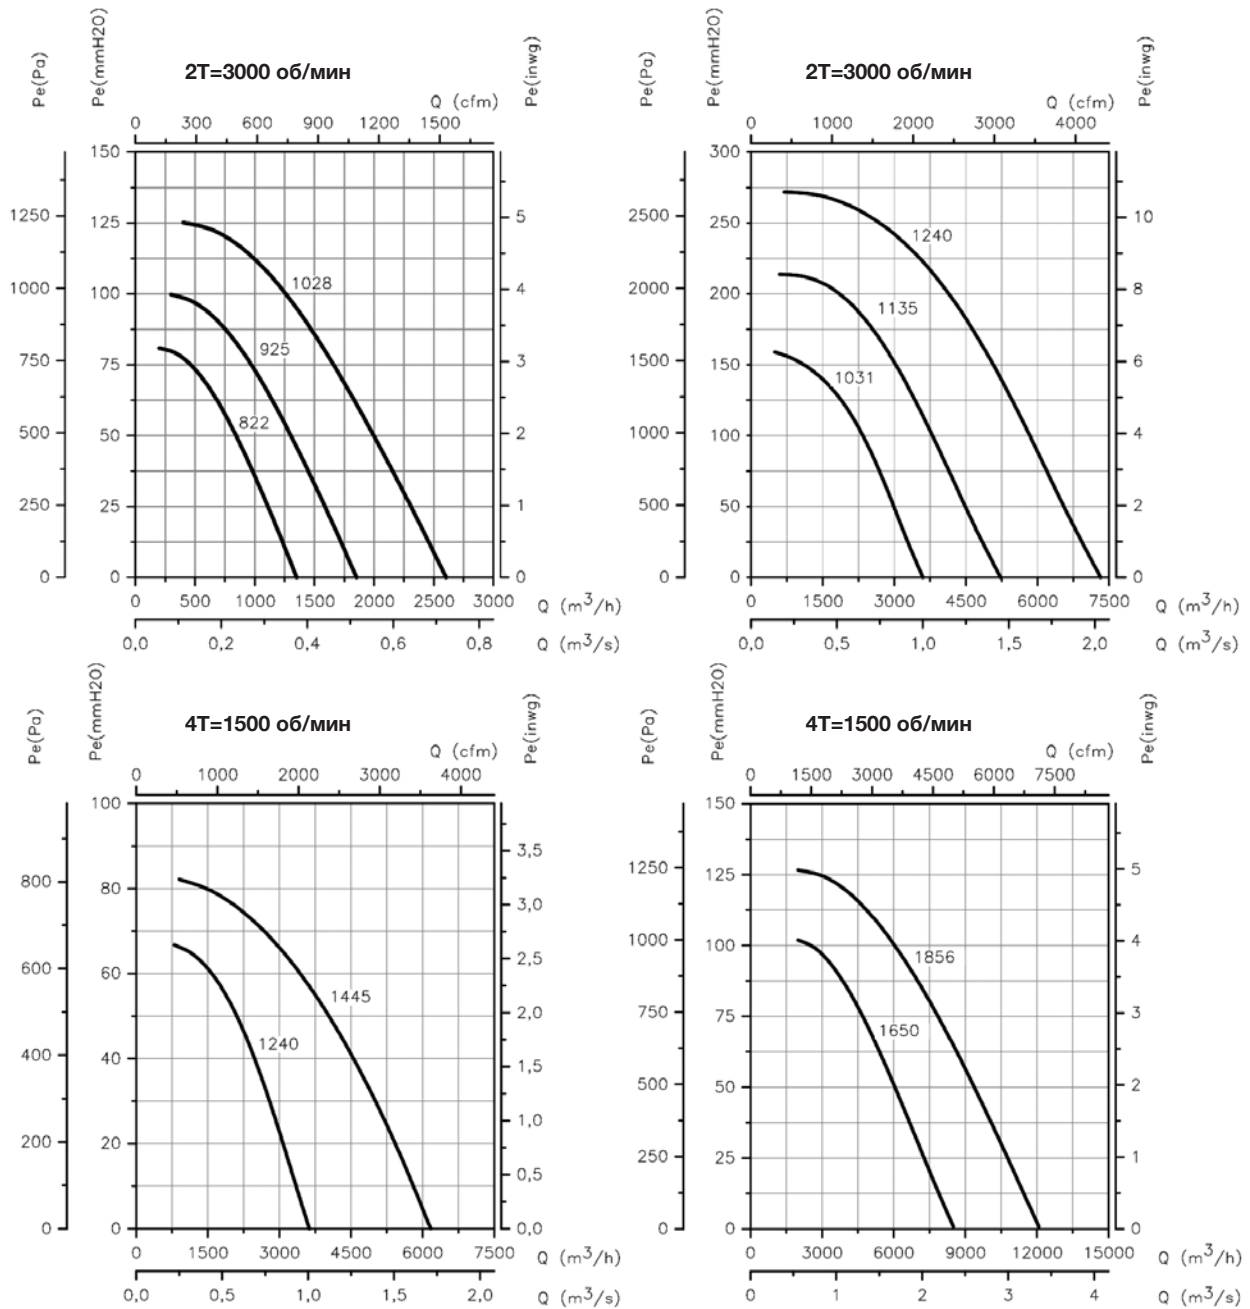 Pe(Pa)
Pe(mmH2O)
2T=3000 об/мин
Pe(inwg)
Q (cfm)
0 300 600 900 1200 1500
150
125
100
75
50
25
0
1250
1000
750
500
250
0
5
4
3
2
1
0
1028
925
822
0 500 1000 1500 2000 2500 3000 Q (m³/h)
0,0 0,2 0,4 0,6 0,8 Q (m³/s)
Pe(Pa)
Pe(mmH2O)
2T=3000 об/мин
Pe(inwg)
Q (cfm)
0 1000 2000 3000 4000
300
250
200
150
100
50
0
2500
2000
1500
1000
500
0
10
8
6
4
2
0
1240
1135
1031
0 1500 3000 4500 6000 7500 Q (m³/h)
0,0 0,5 1,0 1,5 2,0 Q (m³/s)
Pe(Pa)
Pe(mmH2O)
4T=1500 об/мин
Pe(inwg)
Q (cfm)
0 1000 2000 3000 4000
100
80
60
40
20
0
800
600
400
200
0
3,5
3,0
2,5
2,0
1,5
1,0
0,5
0,0
1445
1240
0 1500 3000 4500 6000 7500 Q (m³/h)
0,0 0,5 1,0 1,5 2,0 Q (m³/s)
Pe(Pa)
Pe(mmH2O)
4T=1500 об/мин
Pe(inwg)
Q (cfm)
0 1500 3000 4500 6000 7500
150
125
100
75
50
25
0
1250
1000
750
500
250
0
5
4
3
2
1
0
1856
1650
0 3000 6000 9000 12000 15000 Q (m³/h)
0 1 2 3 4 Q (m³/s)